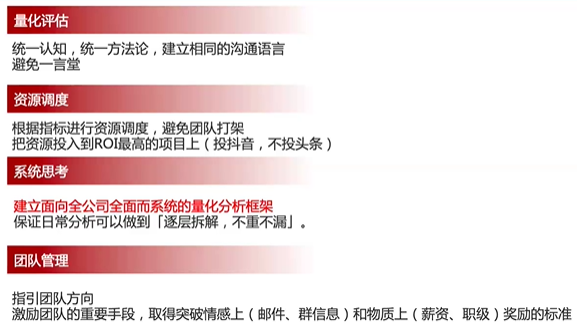 量化评估
统一认知，统一方法论，建立相同的沟通语言
避免一言堂
资源调度
根据指标进行资源调度，避免团队打架
把资源投入到ROI最高的项目上（投抖音，不投头条）
系统思考
建立面向全公司全面而系统的量化分析框架
保证日常分析可以做到「逐层拆解，不重不漏」。
团队管理
指引团队方向
激励团队的重要手段，取得突破情感上（邮件、群信息）和物质上（薪资、职级）奖励的标准